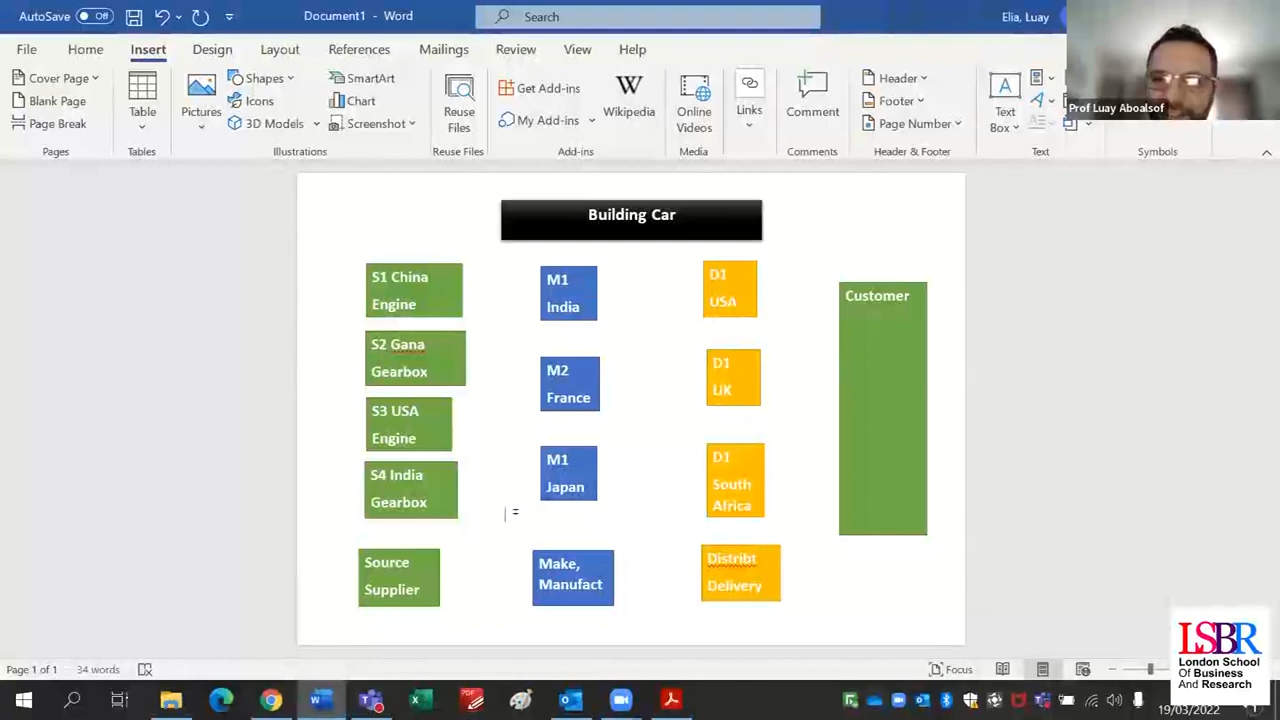 AutoSave Off
Document1 - Word
Search
Elia, Luay
File Home Insert Design Layout References Mailings Review View Help
Cover Page
Blank Page
Page Break
Pages
Table
Tables
Pictures
Shapes
Icons
3D Models
SmartArt
Chart
Screenshot
Illustrations
Reuse
Files
Reuse Files
Get Add-ins
My Add-ins
Wikipedia
Add-ins
Online
Videos
Media
Links
Comment
Comments
Header
Footer
Page Number
Header & Footer
Text
Box
Text
Symbols
Prof Luay Aboalsof
Building Car
S1 China
Engine
S2 Gana
Gearbox
S3 USA
Engine
S4 India
Gearbox
Source
Supplier
M1
India
M2
France
M1
Japan
Make,
Manufact
D1
USA
D1
UK
D1
South
Africa
Distribt
Delivery
Customer
Page 1 of 1 34 words
Focus
LSBR
London School
Of Business
And Research
19/03/2022